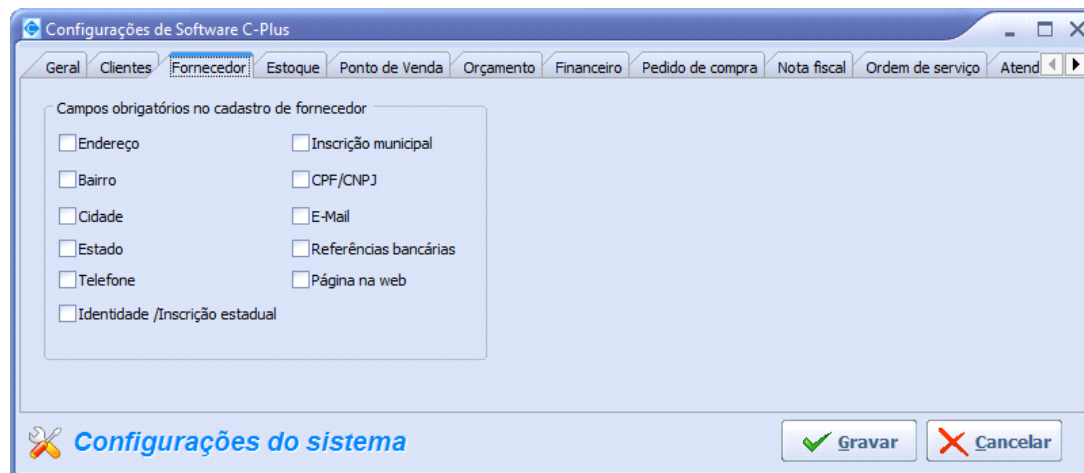 Configurações de Software C-Plus
Geral Clientes Fornecedor Estoque Ponto de Venda Orçamento Financeiro Pedido de compra Nota fiscal Ordem de serviço Atend
Campos obrigatórios no cadastro de fornecedor
Endereço Inscrição municipal
Bairro CPF/CNPJ
Cidade E-Mail
Estado Referências bancárias
Telefone Página na web
Identidade /Inscrição estadual
Configurações do sistema Gravar Cancelar